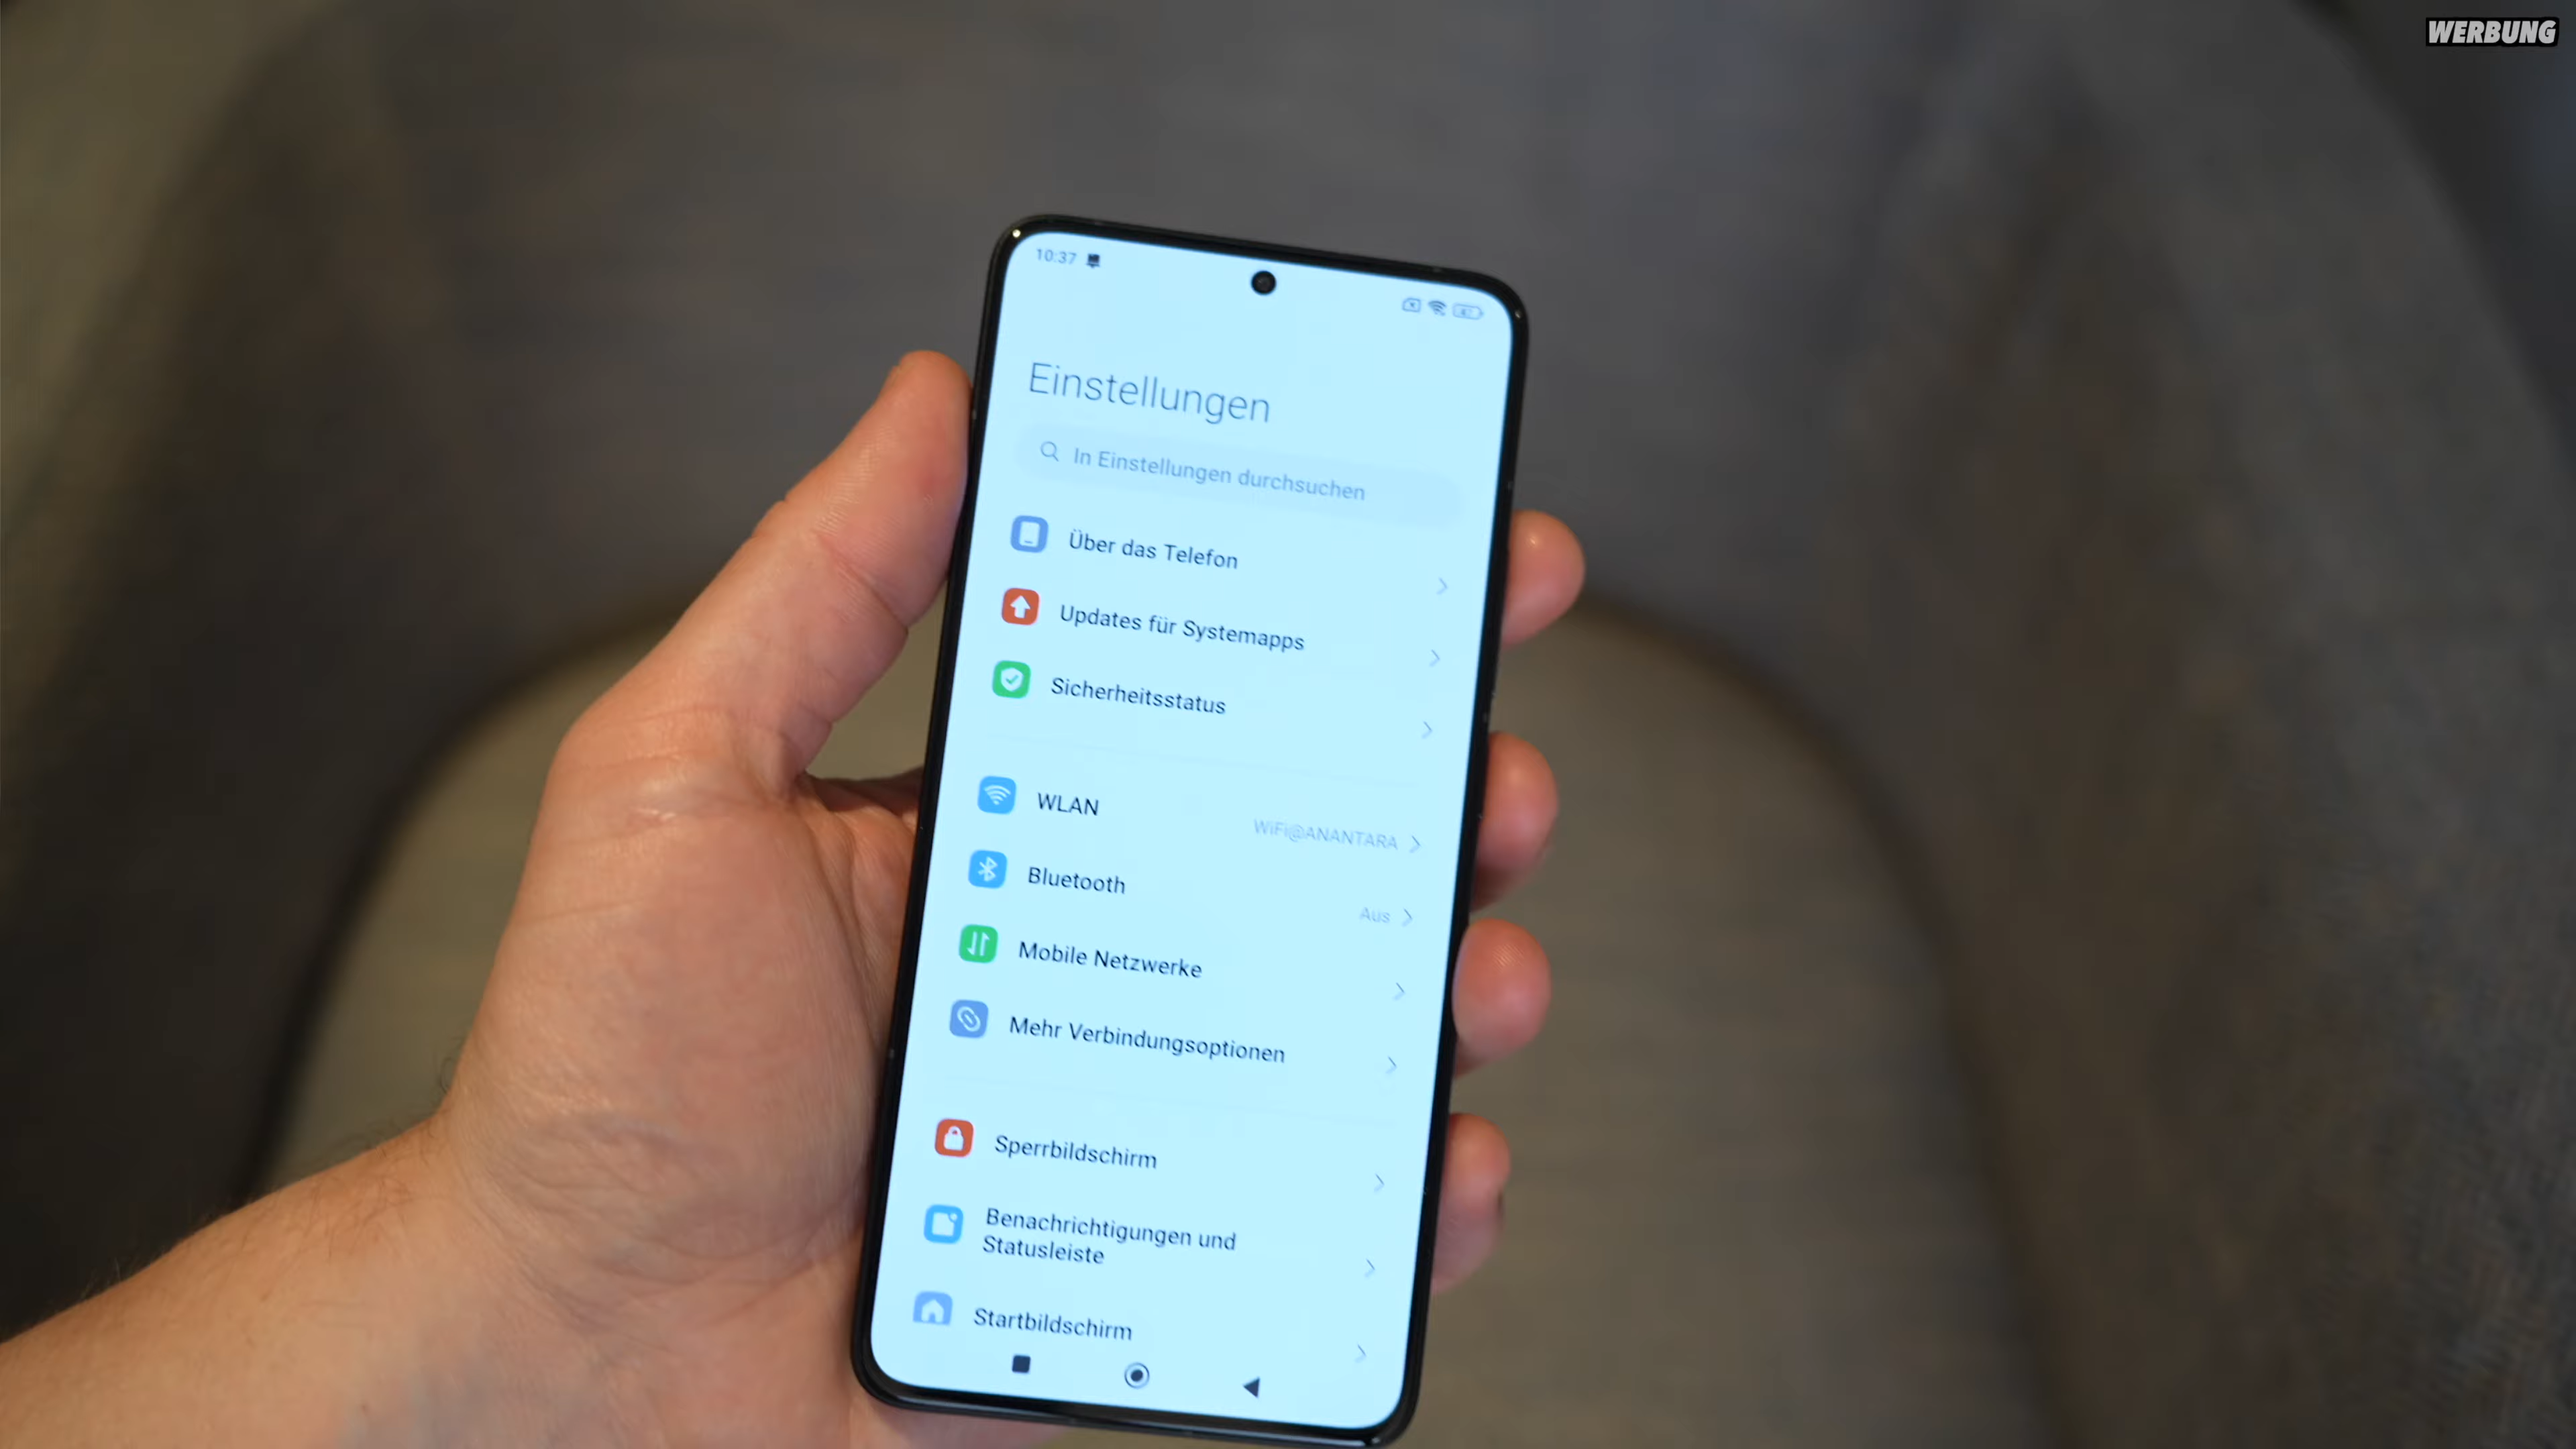 WERBUNG
10:37
Einstellungen
In Einstellungen durchsuchen
Über das Telefon
Updates für Systemapps
Sicherheitsstatus
WLAN
WiFi@ANANTARA
Bluetooth
Aus
Mobile Netzwerke
Mehr Verbindungsoptionen
Sperrbildschirm
Benachrichtigungen und
Statusleiste
Startbildschirm